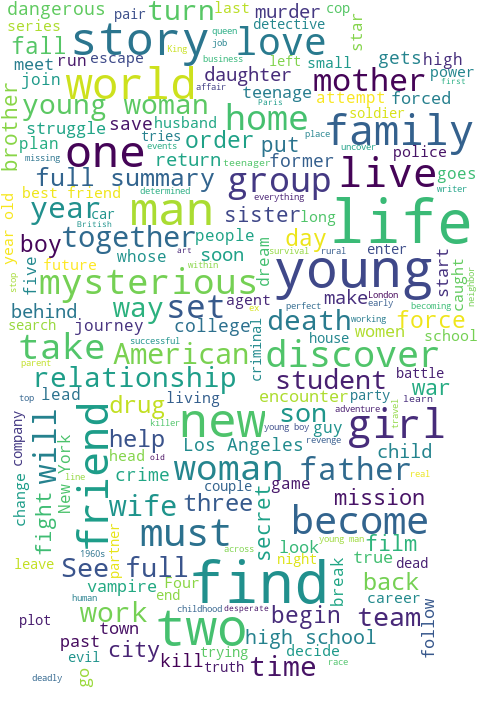 dangerous
pair
murder
cop
series
turn
last
detective
star
story
love
King
queen
job
fall
meet
run
escape
left
small
gets
high
join
business
world
daughter
mother
power
first
affair
teenage
young woman
home
attempt
forced
brother
soldier
struggle
save
husband
Paris
family
plan
tries
order
put
place
one
return
former
police
uncover
missing
events
teenager
live
full summary
group
goes
year old
best friend
determined
everything
writer
year
car
man
sister
long
life
British
boy
together
people
day
enter
start
caught
five
future
whose
soon
dream
survival
rural
school
neighbor
stop
art
within
young
mysterious
behind
way
set
agent
make
London
early
perfect
becoming
ex
search
journey
college
death
women
force
working
house
take
American
successful
criminal
discover
battle
parent
relationship
student
war
encounter
party
top
lead
living
learn
drug
new
son
adventure
travel
girl
killer
young boy
guy
revenge
friend
will
help
old
child
company
Los Angeles
New York
head
woman
father
real
change
fight
line
crime
couple
game
wife
three
mission
secret
become
must
look
film
young man
partner
across
1960s
leave
See full
night
true
dead
find
break
back
vampire
Four
career
human
end
childhood
desperate
work
two
begin
team
plot
town
high school
follow
past
city
trying
decide
evil
kill
truth
time
race
go
deadly